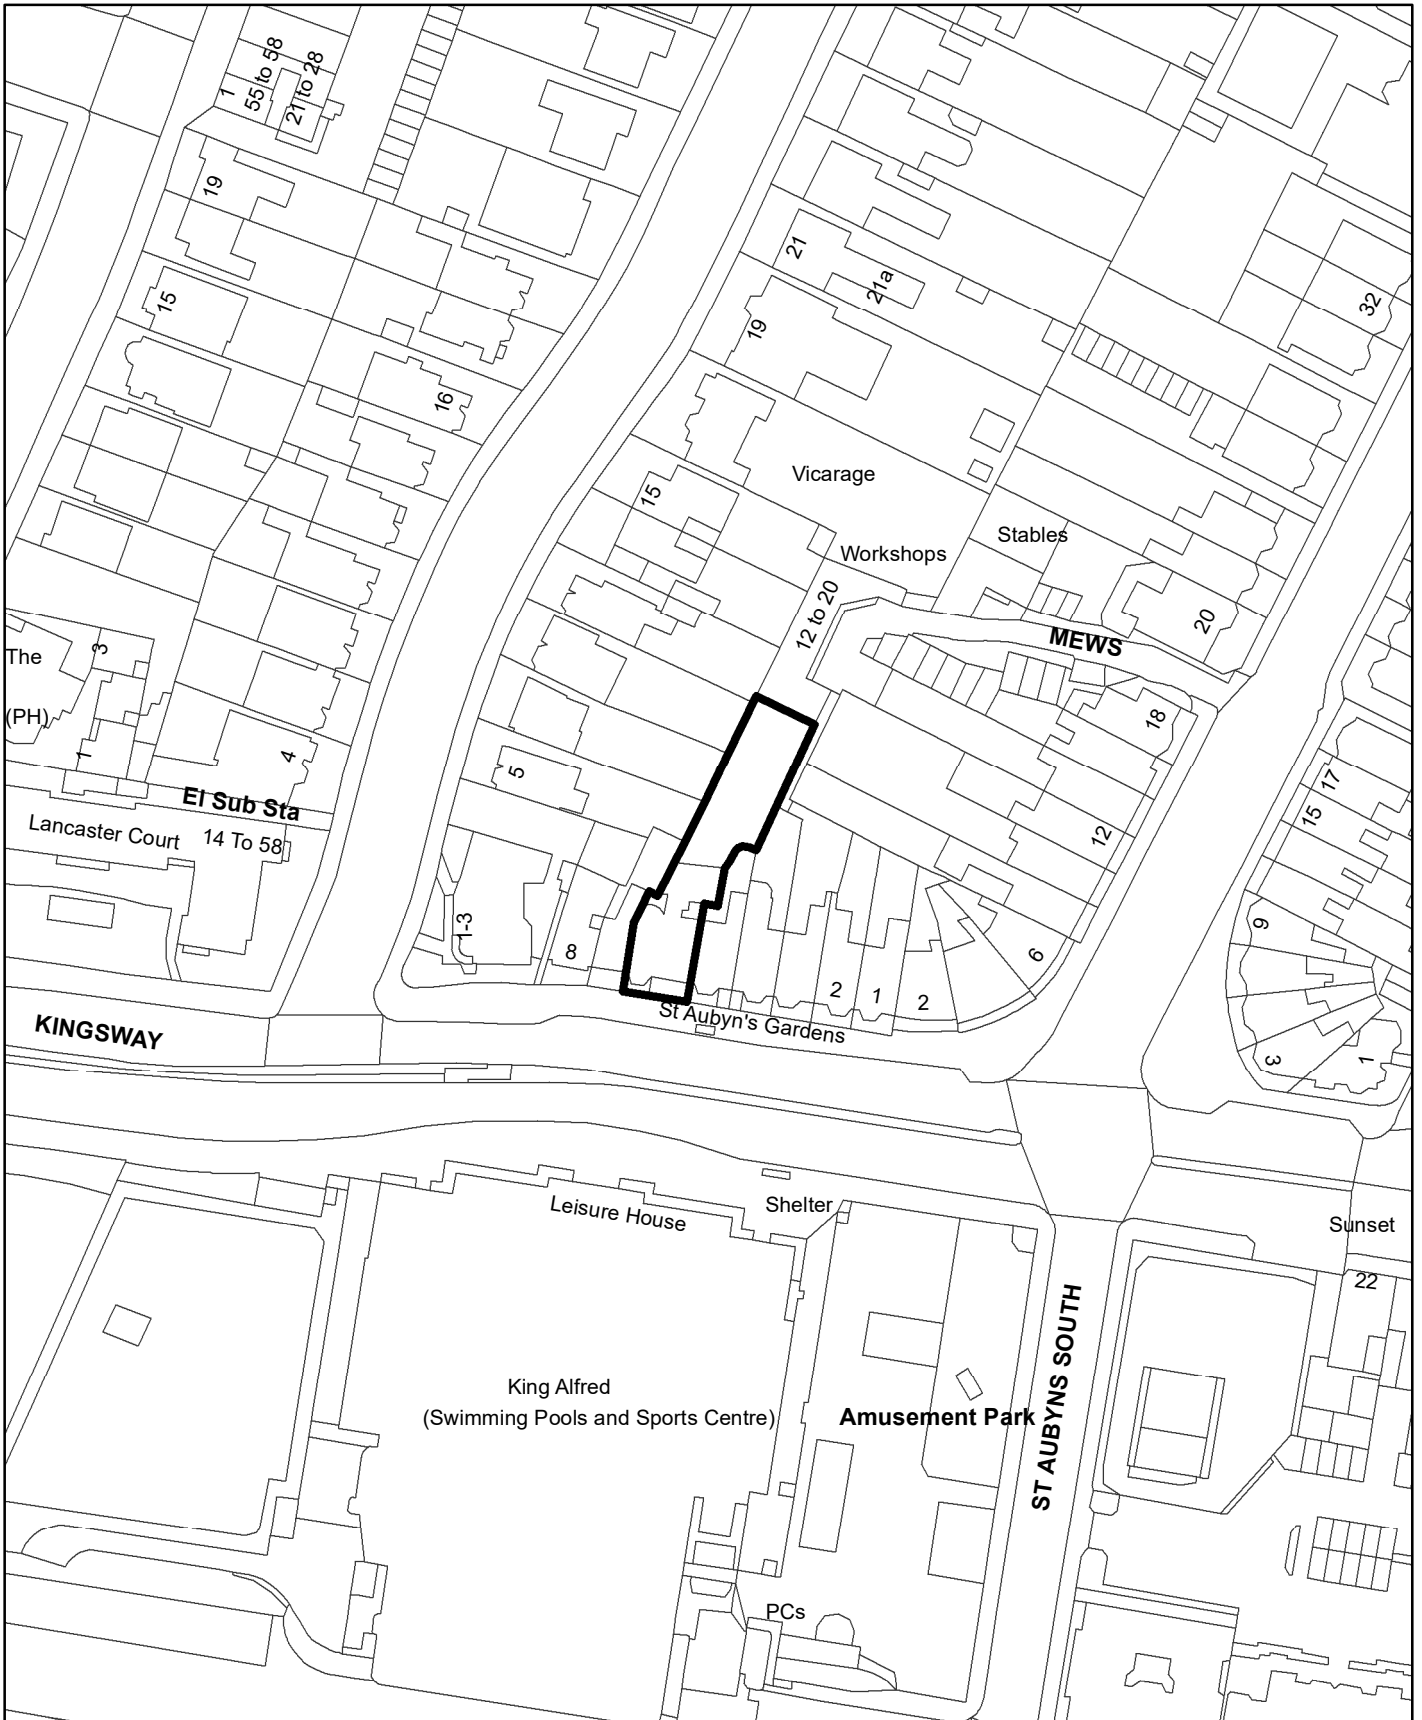 1
55 to 58
21 to 28
19
15
16
21
21a
19
32
Vicarage
15
Workshops
Stables
12 to 20
MEWS
20
18
The
(PH)
3
1
4
5
El Sub Sta
Lancaster Court
14 To 58
12
17
15
1-3
8
2
1
2
6
9
3
1
St Aubyn's Gardens
KINGSWAY
Leisure House
Shelter
Sunset
22
King Alfred
(Swimming Pools and Sports Centre)
Amusement Park
ST AUBYNS SOUTH
PCs